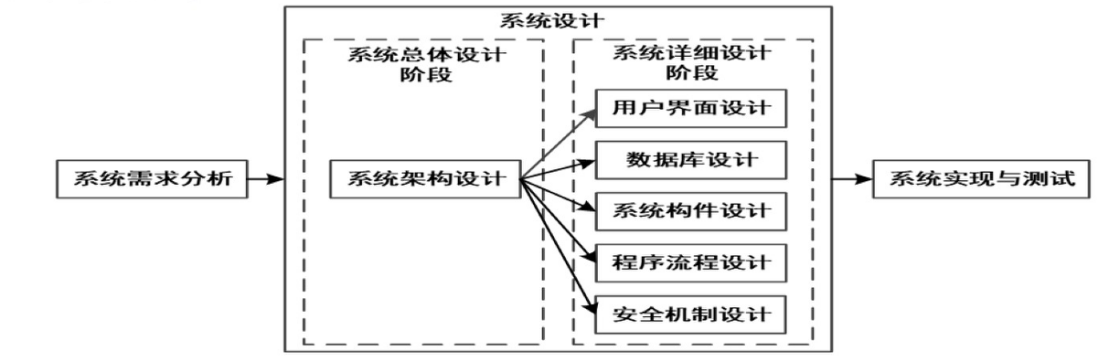 系统设计
系统总体设计
阶段
系统详细设计
阶段
用户界面设计
数据库设计
系统需求分析
系统架构设计
系统构件设计
程序流程设计
安全机制设计
系统实现与测试